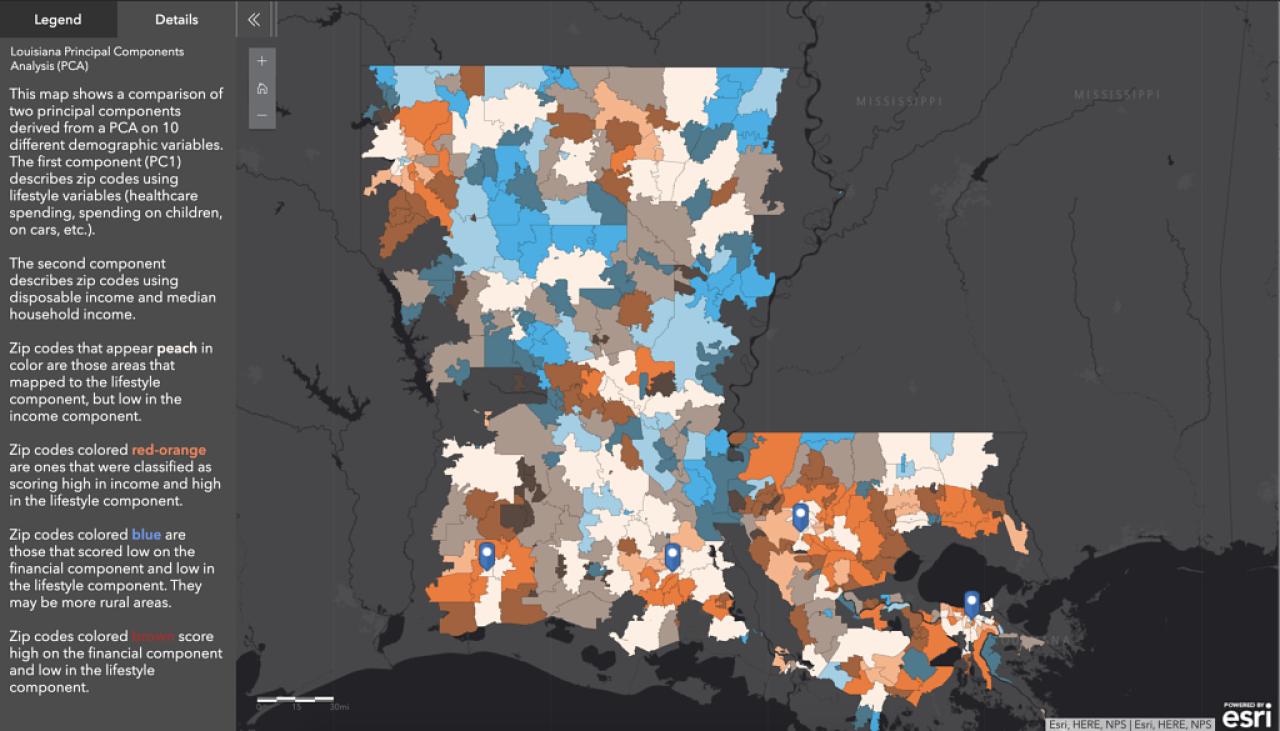 Legend
Details
Louisiana Principal Components
Analysis (PCA)
This map shows a comparison of
two principal components
derived from a PCA on 10
different demographic variables.
The first component (PC1)
describes zip codes using
lifestyle variables (healthcare
spending, spending on children,
on cars, etc.).
The second component
describes zip codes using
disposable income and median
household income.
Zip codes that appear peach in
color are those areas that
mapped to the lifestyle
component, but low in the
income component.
Zip codes colored red-orange
are ones that were classified as
scoring high in income and high
in the lifestyle component.
Zip codes colored blue are
those that scored low on the
financial component and low in
the lifestyle component. They
may be more rural areas.
Zip codes colored brown score
high on the financial component
and low in the lifestyle
component.
MISSISSIPPI
MISSISSIPPI
0 15 30mi
Esri, HERE, NPS | Esri, HERE, NPS
POWERED BY
esri